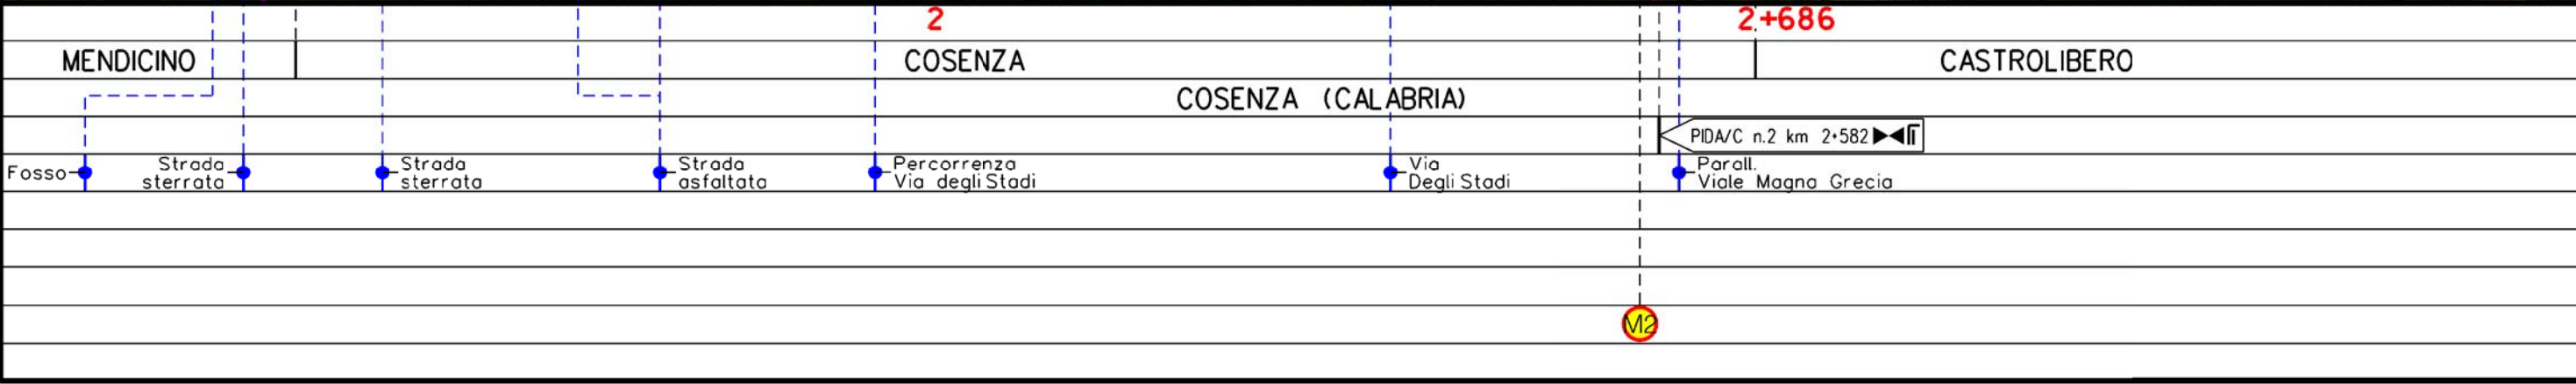 2 2+686
MENDICINO COSENZA CASTROLIBERO
COSENZA (CALABRIA)
PIDA/C n.2 km 2+582
Fosso
Strada
sterrata
Strada
sterrata
Strada
asfaltata
Percorrenza
Via degli Stadi
Via
Degli Stadi
Parall.
Viale Magna Grecia
M2